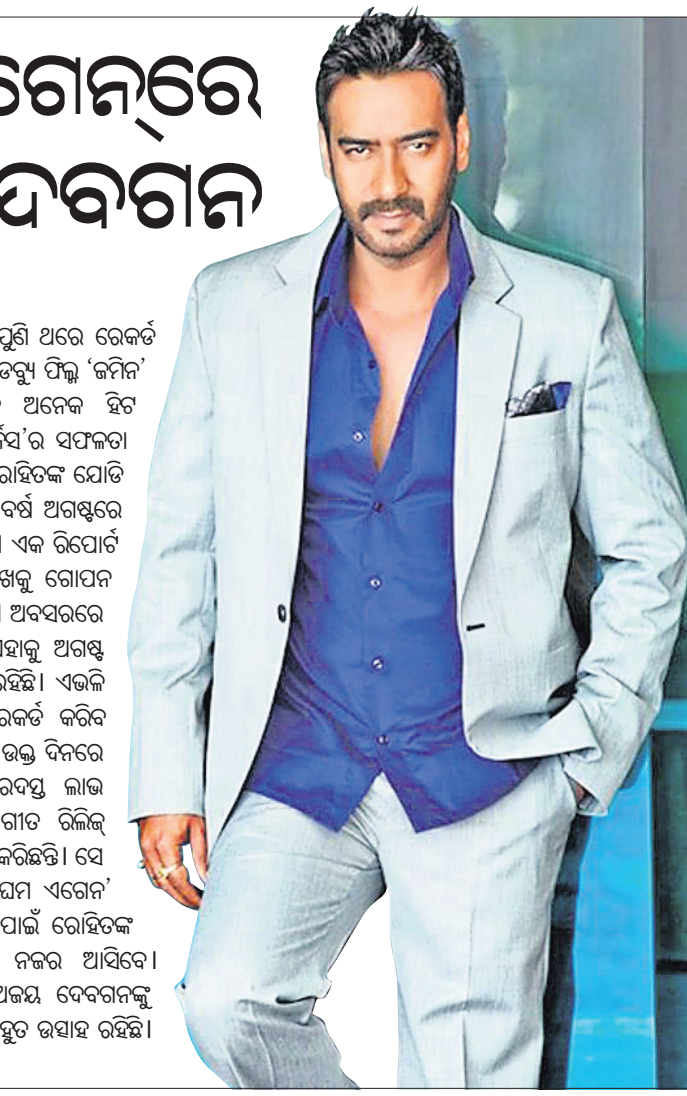 ଗେନ୍‌ରେ
ଦେବଗନ
ପୁଣି ଥରେ ରେକର୍ଡ
ଡବ୍ୟୁ ଫିଲ୍ମ ‘ଜମିନ’
ଅନେକ ହିଟ
ର ସଫଳତା
ରୋହିତଙ୍କ ଯୋଡି
ବର୍ଷ ଅଗଷ୍ଟରେ
ଏକ ରିପୋର୍ଟ
ଖକୁ ଗୋପନ
ଅବସରରେ
ହାକୁ ଅଗଷ୍ଟ
ରହିଛି। ଏଭଳି
ରେକର୍ଡ କରିବ
ଉକ୍ତ ଦିନରେ
ରଦସ୍ତ ଲାଭ
ଗୀତ ରିଲିଜ୍
କରିଛନ୍ତି। ସେ
ଘମ ଏଗେନ’
ପାଇଁ ରୋହିତଙ୍କ
ନଜର ଆସିବେ।
ଅଜୟ ଦେବଗନଙ୍କୁ
ହୁତ ଉତ୍ସାହ ରହିଛି।